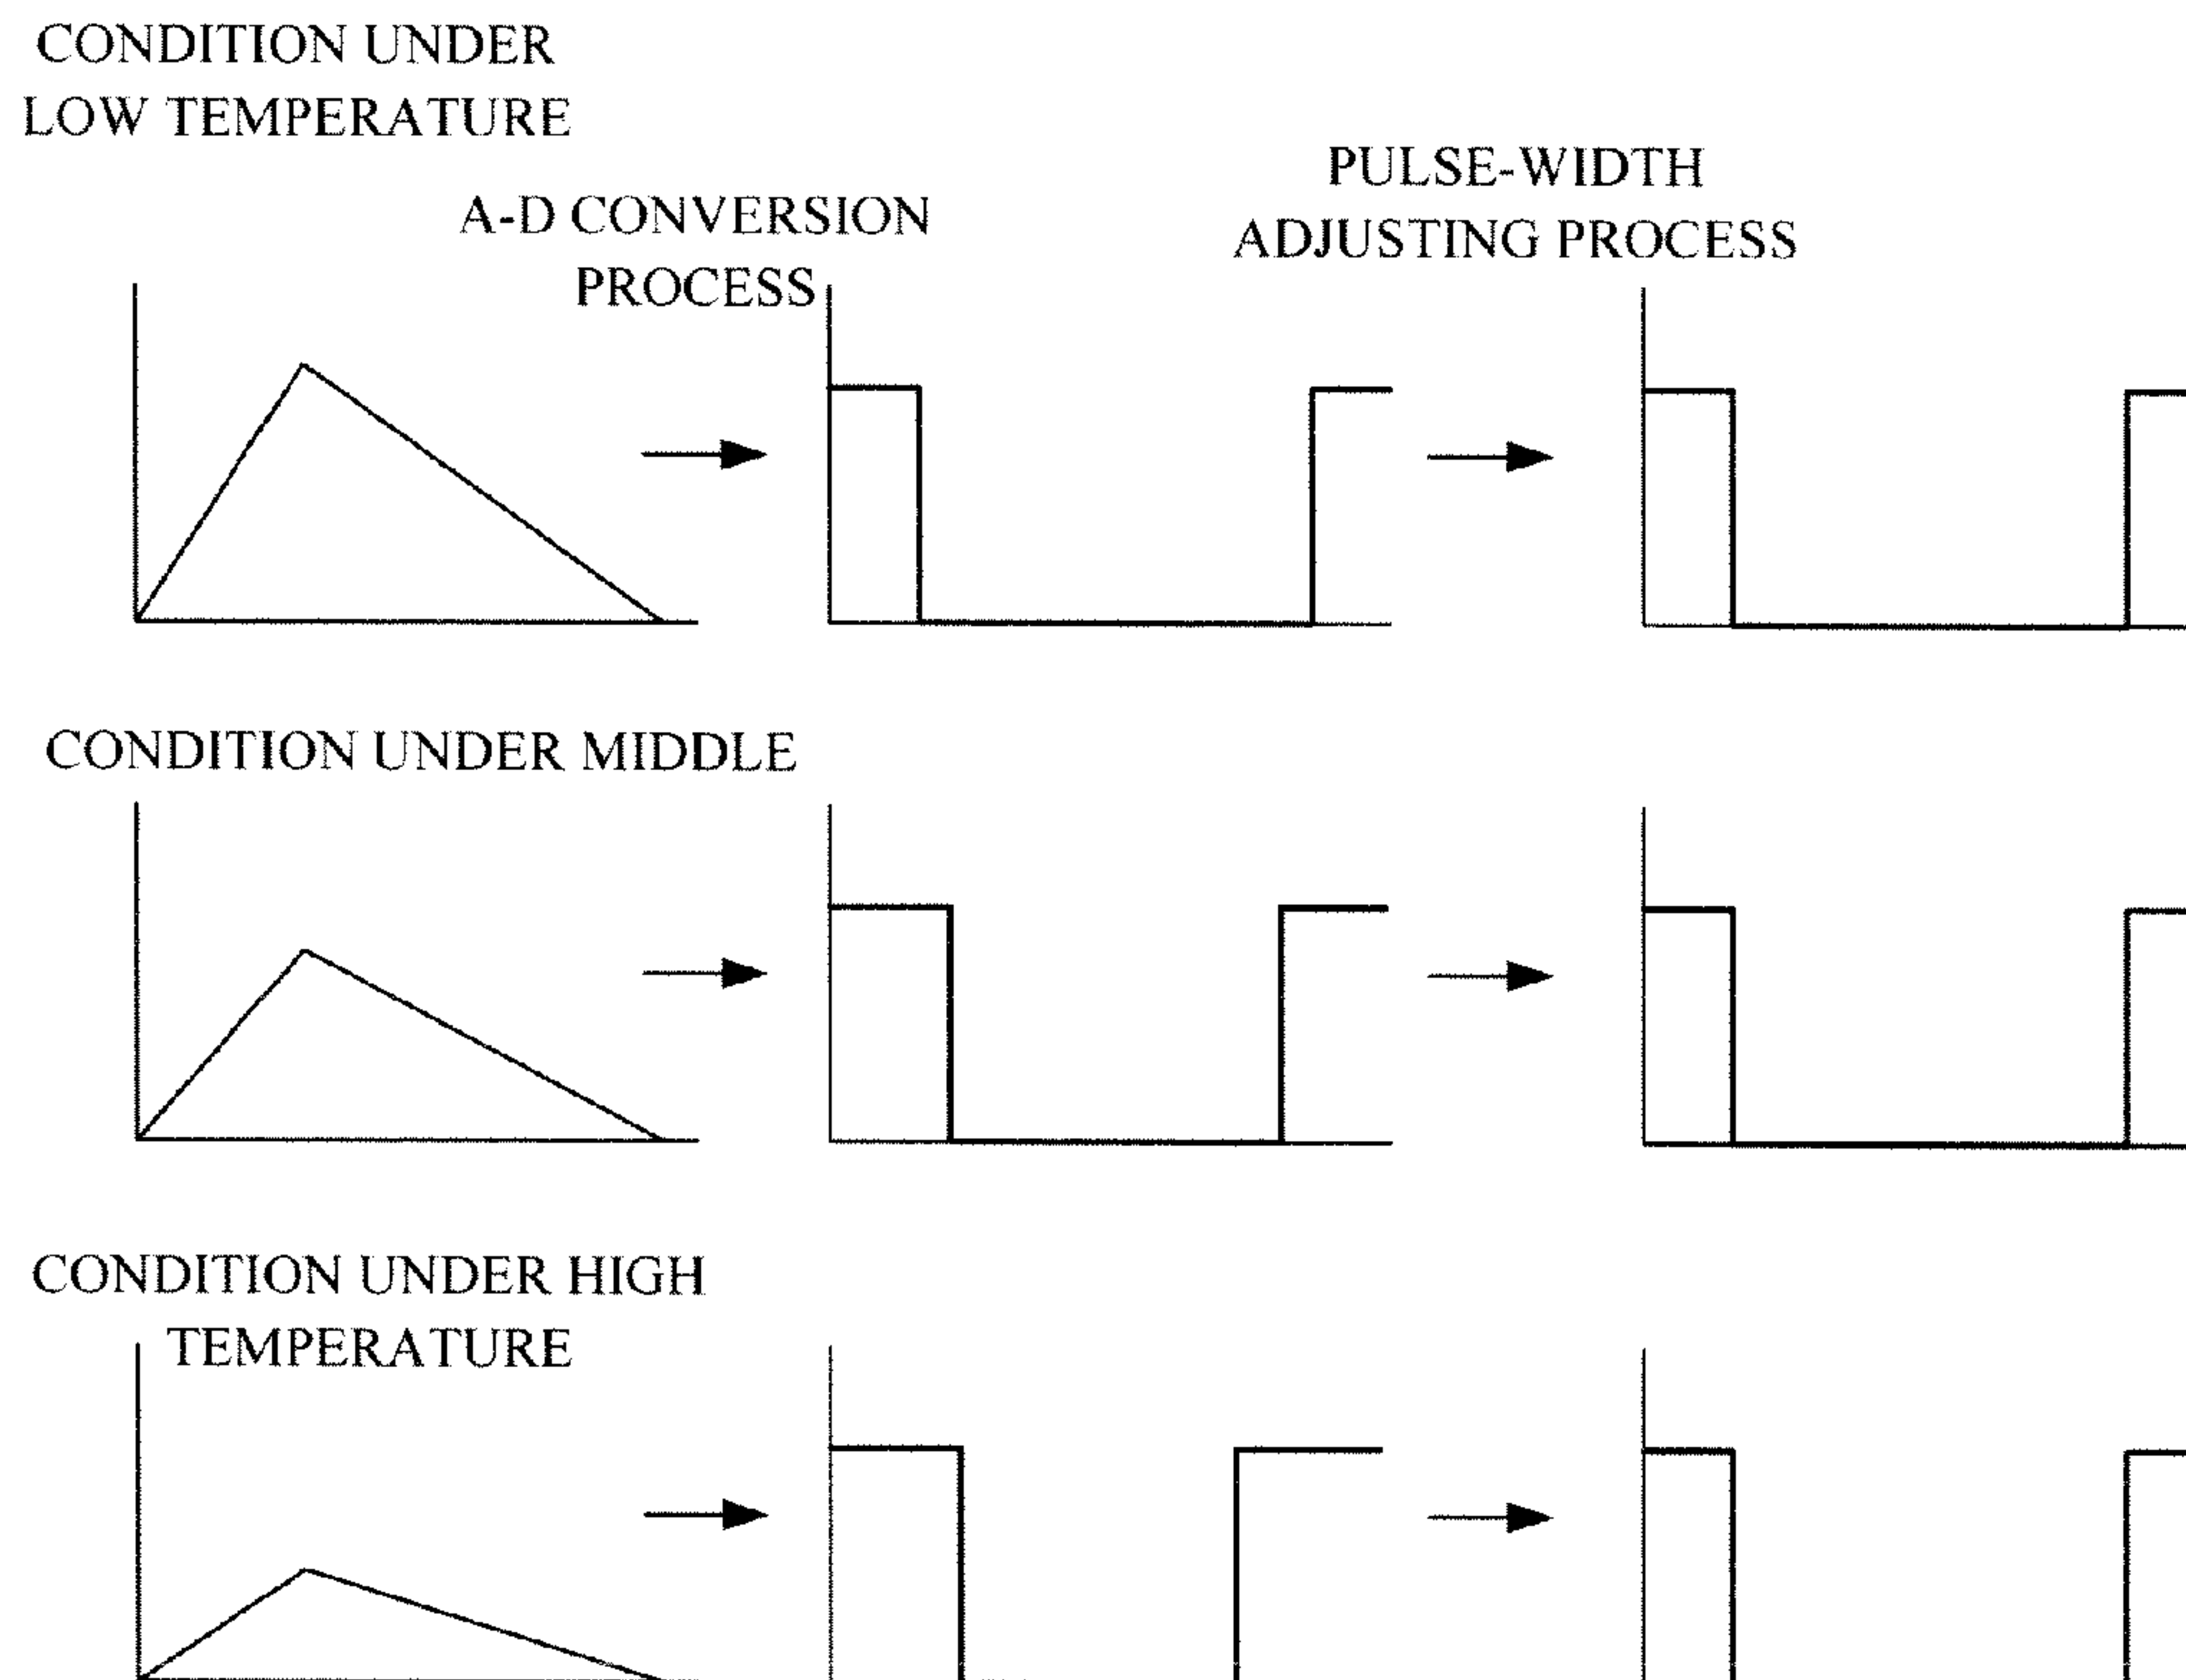 CONDITION UNDER
LOW TEMPERATURE
A-D CONVERSION
PROCESS
PULSE-WIDTH
ADJUSTING PROCESS
CONDITION UNDER MIDDLE
CONDITION UNDER HIGH
TEMPERATURE